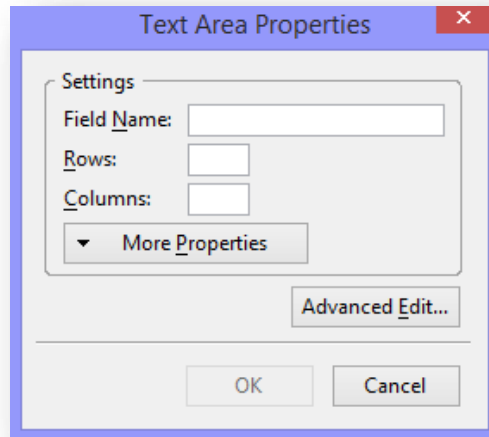 Text Area Properties
Settings
Field Name:
Rows:
Columns:
More Properties
Advanced Edit...
OK Cancel